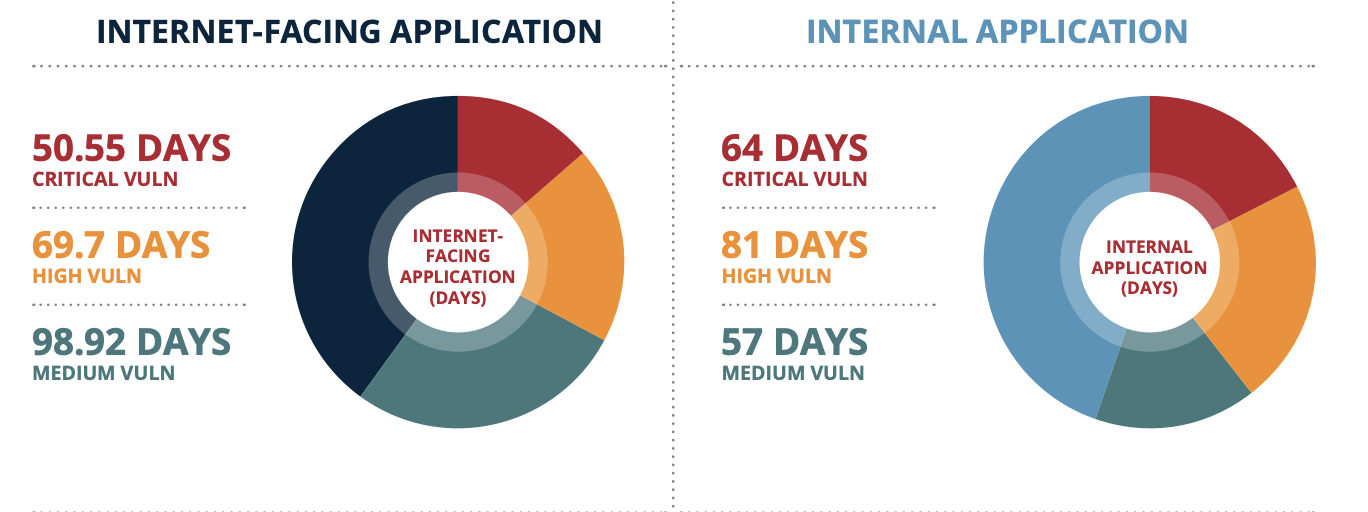 INTERNET-FACING APPLICATION
50.55 DAYS
CRITICAL VULN
69.7 DAYS
HIGH VULN
98.92 DAYS
MEDIUM VULN
INTERNET-
FACING
APPLICATION
(DAYS)
INTERNAL APPLICATION
64 DAYS
CRITICAL VULN
81 DAYS
HIGH VULN
57 DAYS
MEDIUM VULN
INTERNAL
APPLICATION
(DAYS)